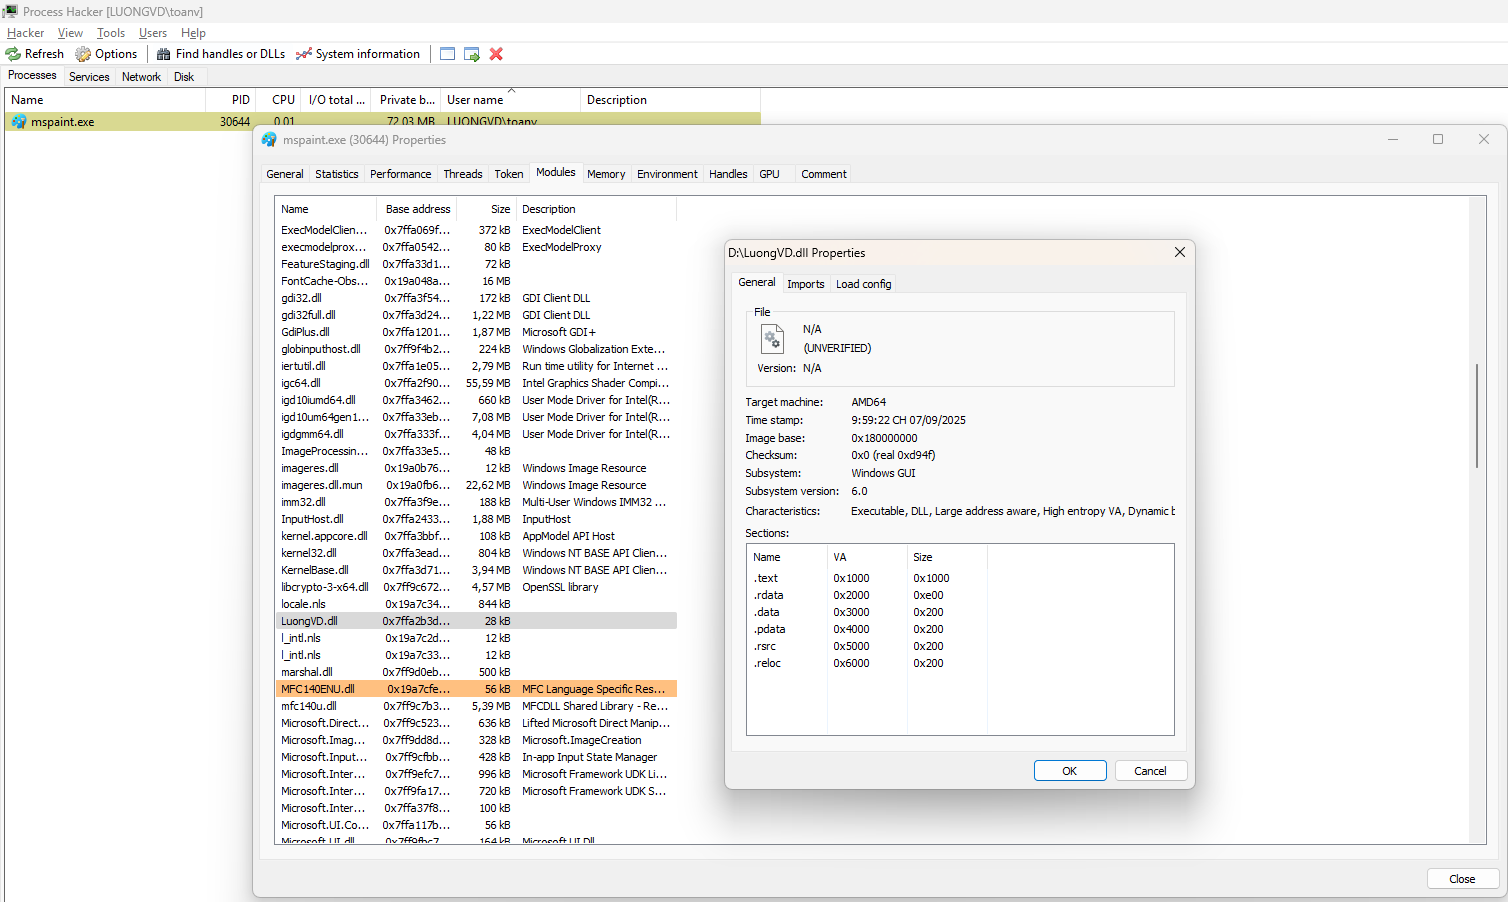 Process Hacker [LUONGVD\toanv]
Hacker View Tools Users Help
Refresh Options Find handles or DLLs System information
Processes Services Network Disk
Name PID CPU I/O total ... Private b... User name Description
mspaint.exe 30644 0.01 72.03 MB LUONGVD\toanv
mspaint.exe (30644) Properties
General Statistics Performance Threads Token Modules Memory Environment Handles GPU Comment
Name Base address Size Description
ExecModelClien... 0x7ffa069f... 372 kB ExecModelClient
execmodelprox... 0x7ffa0542... 80 kB ExecModelProxy
FeatureStaging.dll 0x7ffa33d1... 72 kB
FontCache-Obs... 0x19a048a... 16 MB
gdi32.dll 0x7ffa3f54... 172 kB GDI Client DLL
gdi32full.dll 0x7ffa3d24... 1,22 MB GDI Client DLL
GdiPlus.dll 0x7ffa1201... 1,87 MB Microsoft GDI+
globinputhost.dll 0x7ff9f4b2... 224 kB Windows Globalization Exte...
iertutil.dll 0x7ffa1e05... 2,79 MB Run time utility for Internet ...
igc64.dll 0x7ffa2f90... 55,59 MB Intel Graphics Shader Compi...
igd10iumd64.dll 0x7ffa3462... 660 kB User Mode Driver for Intel(R...
igd10um64gen1... 0x7ffa33eb... 7,08 MB User Mode Driver for Intel(R...
igdgmm64.dll 0x7ffa333f... 4,04 MB User Mode Driver for Intel(R...
ImageProcessin... 0x7ffa33e5... 48 kB
imageres.dll 0x19a0b76... 12 kB Windows Image Resource
imageres.dll.mun 0x19a0fb6... 22,62 MB Windows Image Resource
imm32.dll 0x7ffa3f9e... 188 kB Multi-User Windows IMM32 ...
InputHost.dll 0x7ffa2433... 1,88 MB InputHost
kernel.appcore.dll 0x7ffa3bbf... 108 kB AppModel API Host
kernel32.dll 0x7ffa3ead... 804 kB Windows NT BASE API Clien...
KernelBase.dll 0x7ffa3d71... 3,94 MB Windows NT BASE API Clien...
libcrypto-3-x64.dll 0x7ff9c672... 4,57 MB OpenSSL library
locale.nls 0x19a7c34... 844 kB
LuongVD.dll 0x7ffa2b3d... 28 kB
l_intl.nls 0x19a7c2d... 12 kB
l_intl.nls 0x19a7c33... 12 kB
marshal.dll 0x7ff9d0eb... 500 kB
MFC140ENU.dll 0x19a7cfe... 56 kB MFC Language Specific Res...
mfc140u.dll 0x7ff9c7b3... 5,39 MB MFCDLL Shared Library - Re...
Microsoft.Direct... 0x7ff9c523... 636 kB Lifted Microsoft Direct Manip...
Microsoft.Imag... 0x7ff9dd8d... 328 kB Microsoft.ImageCreation
Microsoft.Input... 0x7ff9cfbb... 428 kB In-app Input State Manager
Microsoft.Inter... 0x7ff9efc7... 996 kB Microsoft Framework UDK Li...
Microsoft.Inter... 0x7ff9fa17... 720 kB Microsoft Framework UDK S...
Microsoft.Inter... 0x7ffa37f8... 100 kB
Microsoft.UI.Co... 0x7ffa117b... 56 kB
Microsoft.UI.dll 0x7ff9fbc7... 164 kB Microsoft.UI.Dll
D:\LuongVD.dll Properties
General Imports Load config
File
N/A
(UNVERIFIED)
Version: N/A
Target machine: AMD64
Time stamp: 9:59:22 CH 07/09/2025
Image base: 0x180000000
Checksum: 0x0 (real 0xd94f)
Subsystem: Windows GUI
Subsystem version: 6.0
Characteristics: Executable, DLL, Large address aware, High entropy VA, Dynamic b
Sections:
Name VA Size
.text 0x1000 0x1000
.rdata 0x2000 0xe00
.data 0x3000 0x200
.pdata 0x4000 0x200
.rsrc 0x5000 0x200
.reloc 0x6000 0x200
OK Cancel
Close